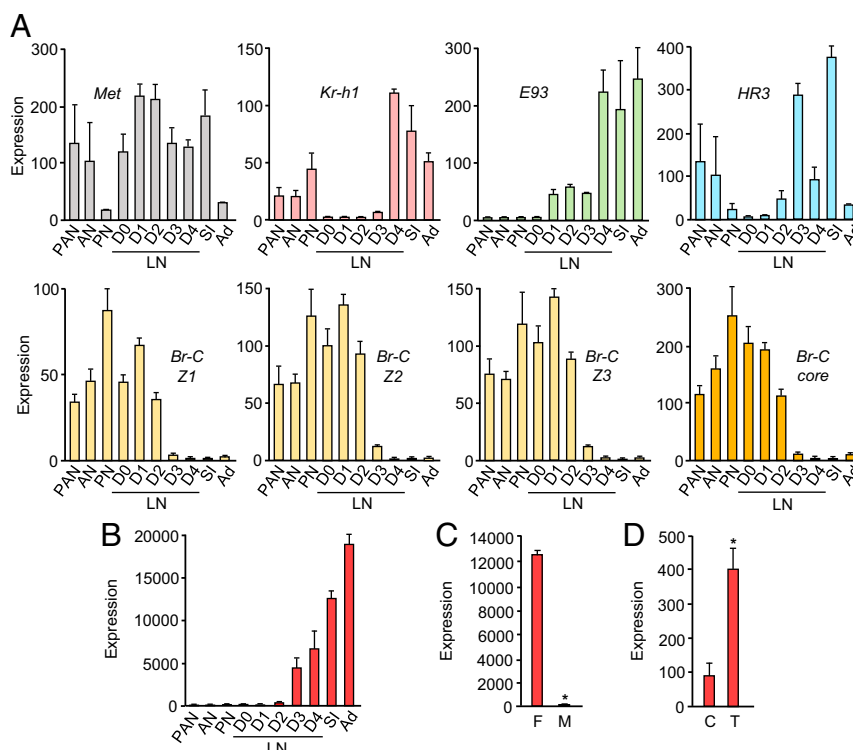 A
Expression
300
200
100
0
Met
PAN
AN
PN
D0
D1
D2
D3
D4
SI
Ad
LN
150
100
50
0
Kr-h1
PAN
AN
PN
D0
D1
D2
D3
D4
SI
Ad
LN
300
200
100
0
E93
PAN
AN
PN
D0
D1
D2
D3
D4
SI
Ad
LN
400
300
200
100
0
HR3
PAN
AN
PN
D0
D1
D2
D3
D4
SI
Ad
LN
Expression
100
50
0
Br-C
Z1
PAN
AN
PN
D0
D1
D2
D3
D4
SI
Ad
LN
150
100
50
0
Br-C
Z2
PAN
AN
PN
D0
D1
D2
D3
D4
SI
Ad
LN
150
100
50
0
Br-C
Z3
PAN
AN
PN
D0
D1
D2
D3
D4
SI
Ad
LN
300
200
100
0
Br-C
core
PAN
AN
PN
D0
D1
D2
D3
D4
SI
Ad
LN
B
Expression
20000
15000
10000
5000
0
PAN
AN
PN
D0
D1
D2
D3
D4
SI
Ad
LN
C
Expression
12000
14000
10000
8000
6000
4000
2000
0
*
F M
D
Expression
500
400
300
200
100
0
*
C T